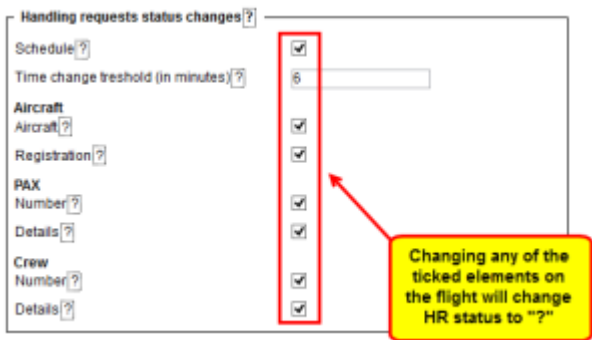 Handling requests status changes ?
Schedule ?
Time change treshold (in minutes) ? 6
Aircraft
Aircraft ?
Registration ?
PAX
Number ?
Details ?
Crew
Number ?
Details ?
Changing any of the
ticked elements on
the flight will change
HR status to "?"